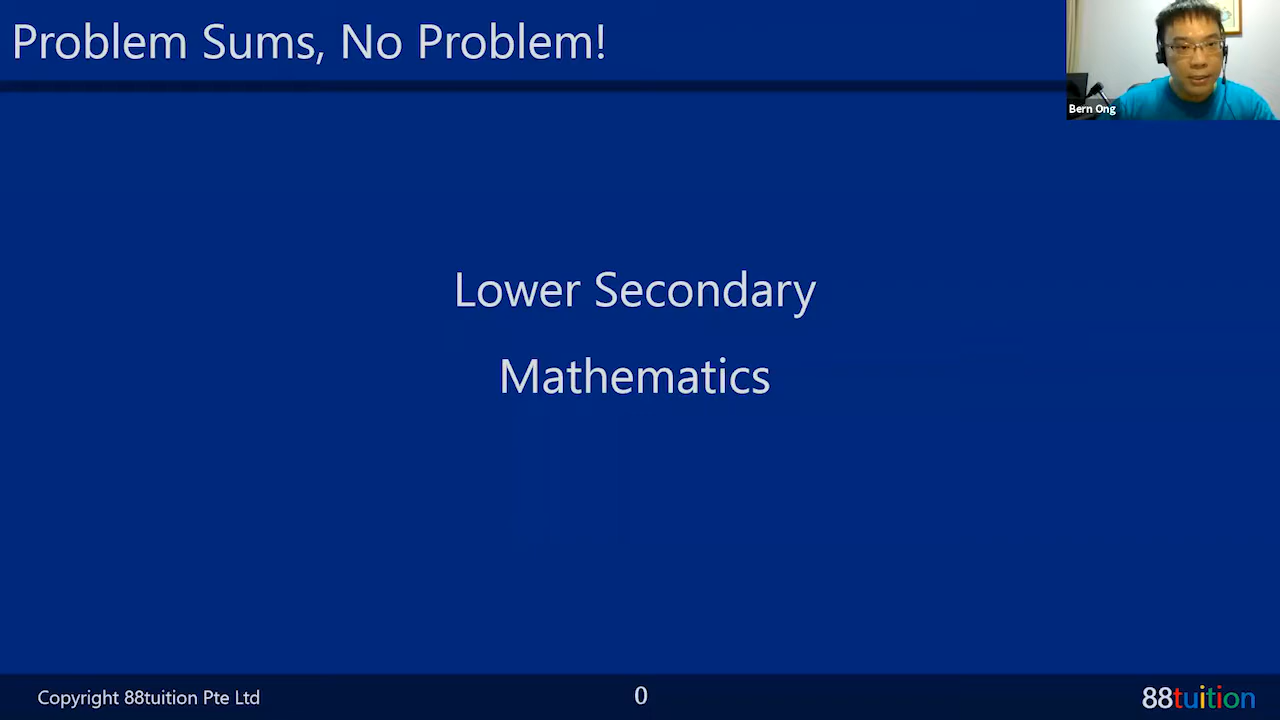 Problem Sums, No Problem!
Bern Ong
Lower Secondary
Mathematics
Copyright 88tuition Pte Ltd
0
88tuition